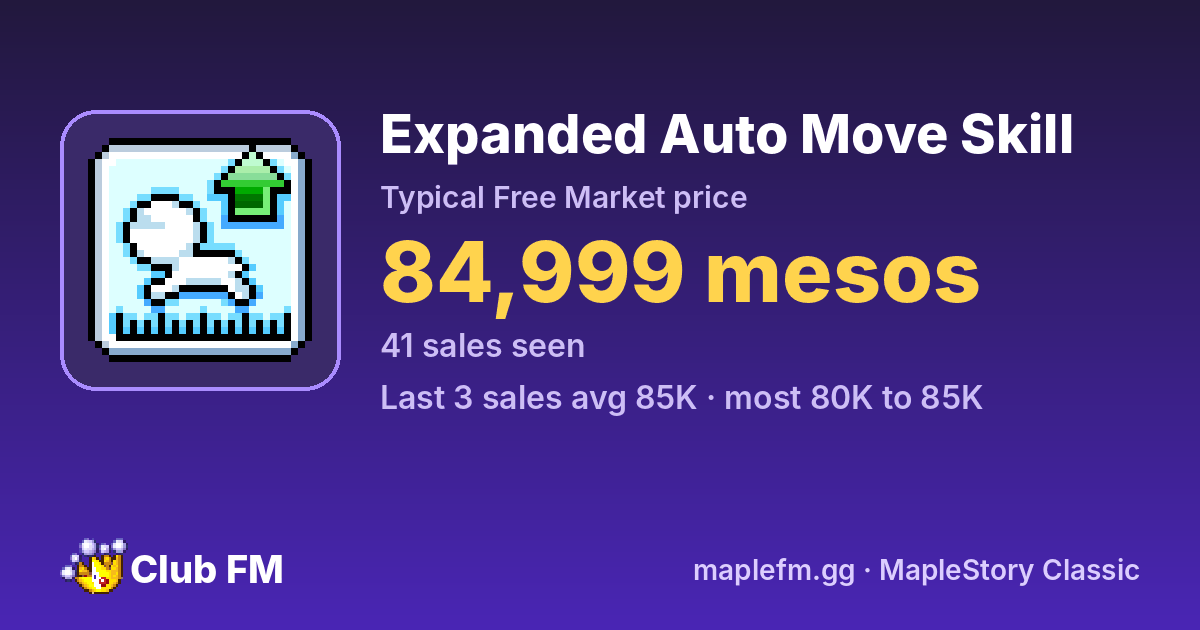 Expanded Auto Move Skill
Typical Free Market price
84,999 mesos
41 sales seen
Last 3 sales avg 85K · most 80K to 85K
Club FM
maplefm.gg · MapleStory Classic